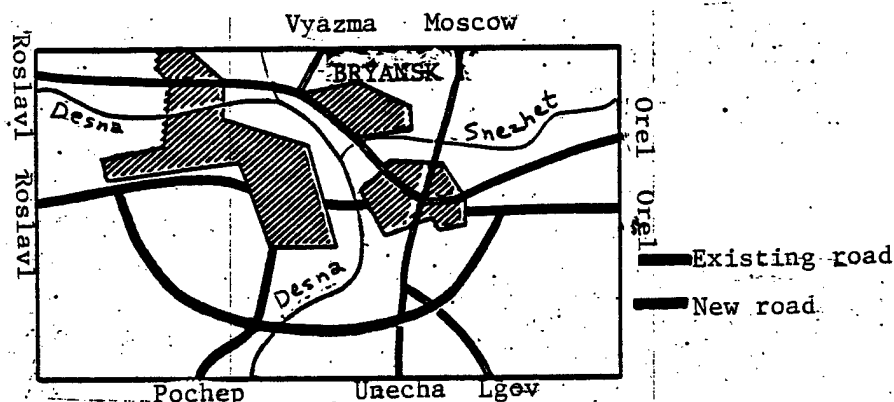 Vyazma Moscow
BRYANSK
Roslavl Roslavl
Desna
Snezhet
Orel Orel
Desna
Existing road
New road
Pochep Unecha Lgov